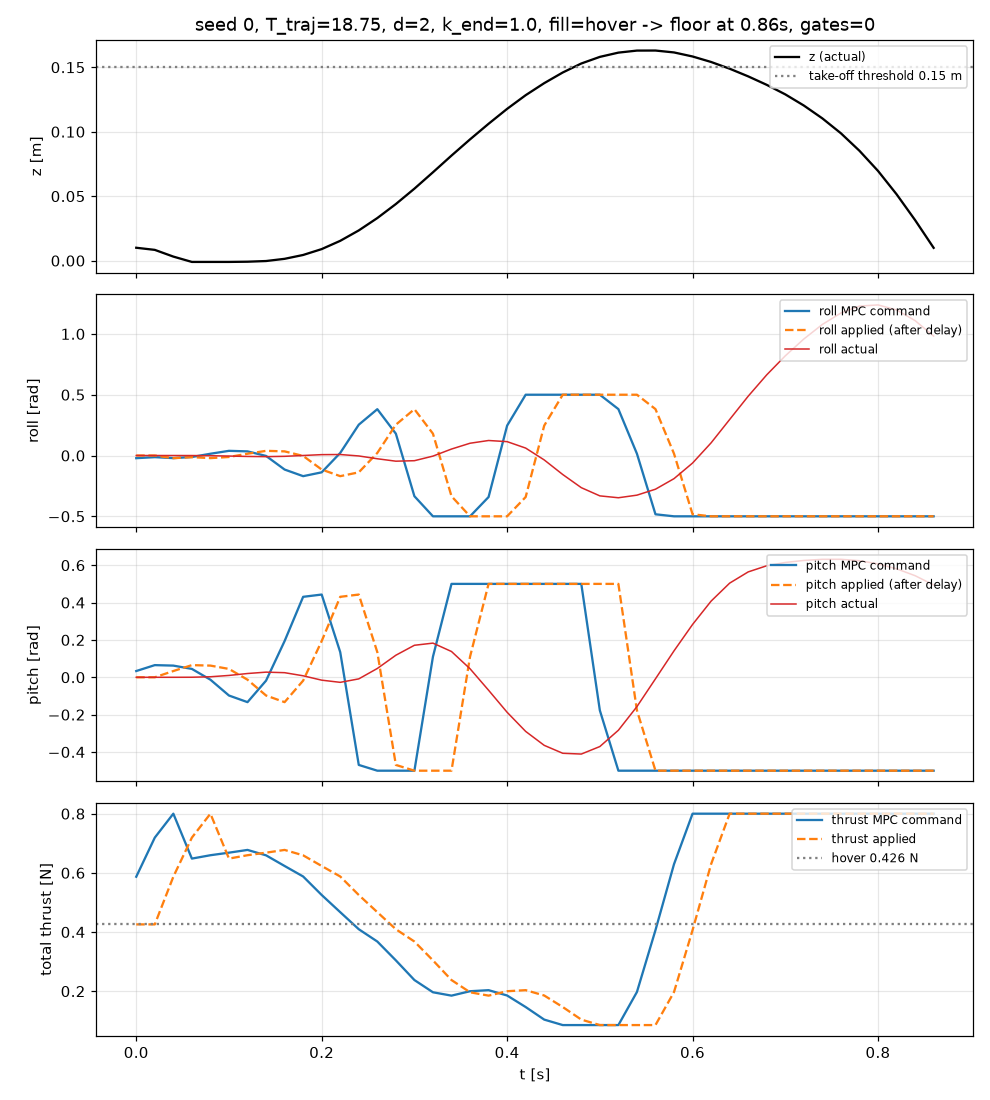 seed 0, T_traj=18.75, d=2, k_end=1.0, fill=hover -> floor at 0.86s, gates=0
z [m]
0.15
0.10
0.05
0.00
z (actual)
take-off threshold 0.15 m
roll [rad]
1.0
0.5
0.0
−0.5
roll MPC command
roll applied (after delay)
roll actual
pitch [rad]
0.6
0.4
0.2
0.0
−0.2
−0.4
pitch MPC command
pitch applied (after delay)
pitch actual
total thrust [N]
0.8
0.6
0.4
0.2
thrust MPC command
thrust applied
hover 0.426 N
0.0
0.2
0.4
0.6
0.8
t [s]